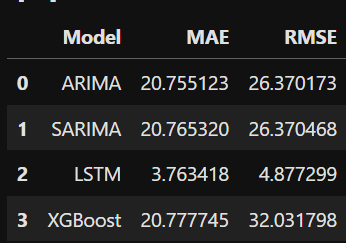 Model MAE RMSE
0 ARIMA 20.755123 26.370173
1 SARIMA 20.765320 26.370468
2 LSTM 3.763418 4.877299
3 XGBoost 20.777745 32.031798